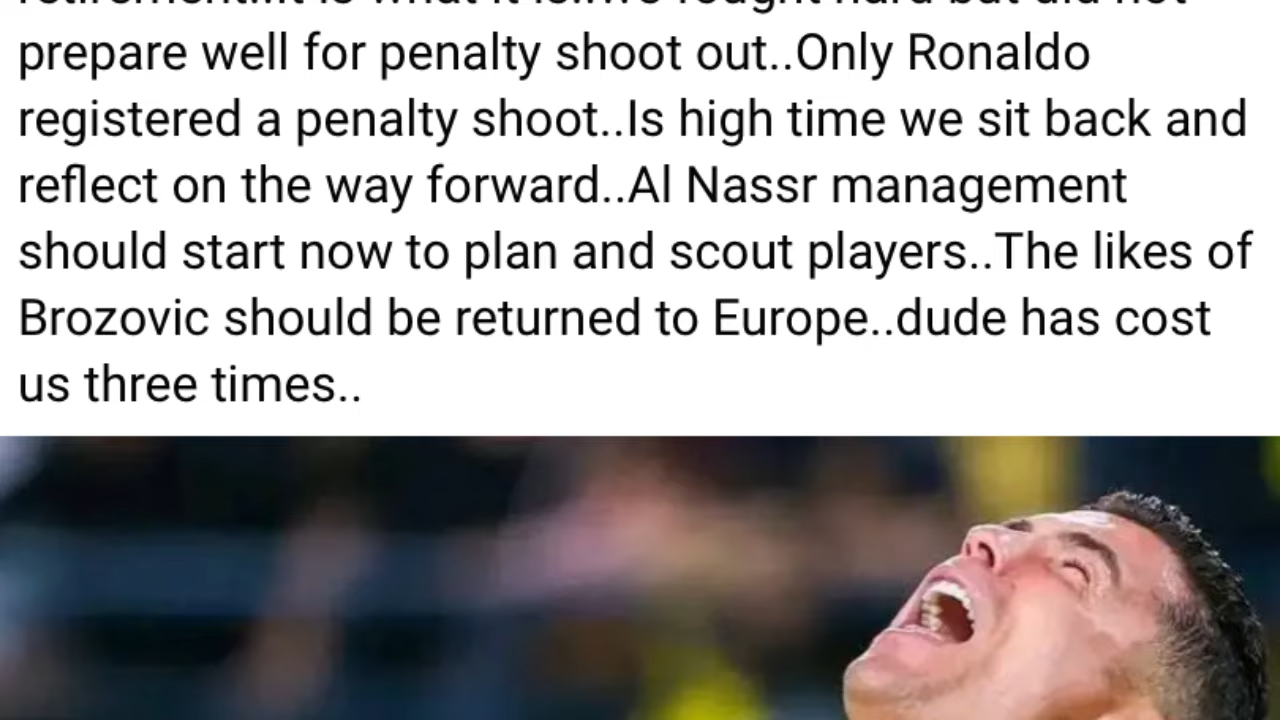 prepare well for penalty shoot out..Only Ronaldo
registered a penalty shoot..Is high time we sit back and
reflect on the way forward..Al Nassr management
should start now to plan and scout players..The likes of
Brozovic should be returned to Europe..dude has cost
us three times..